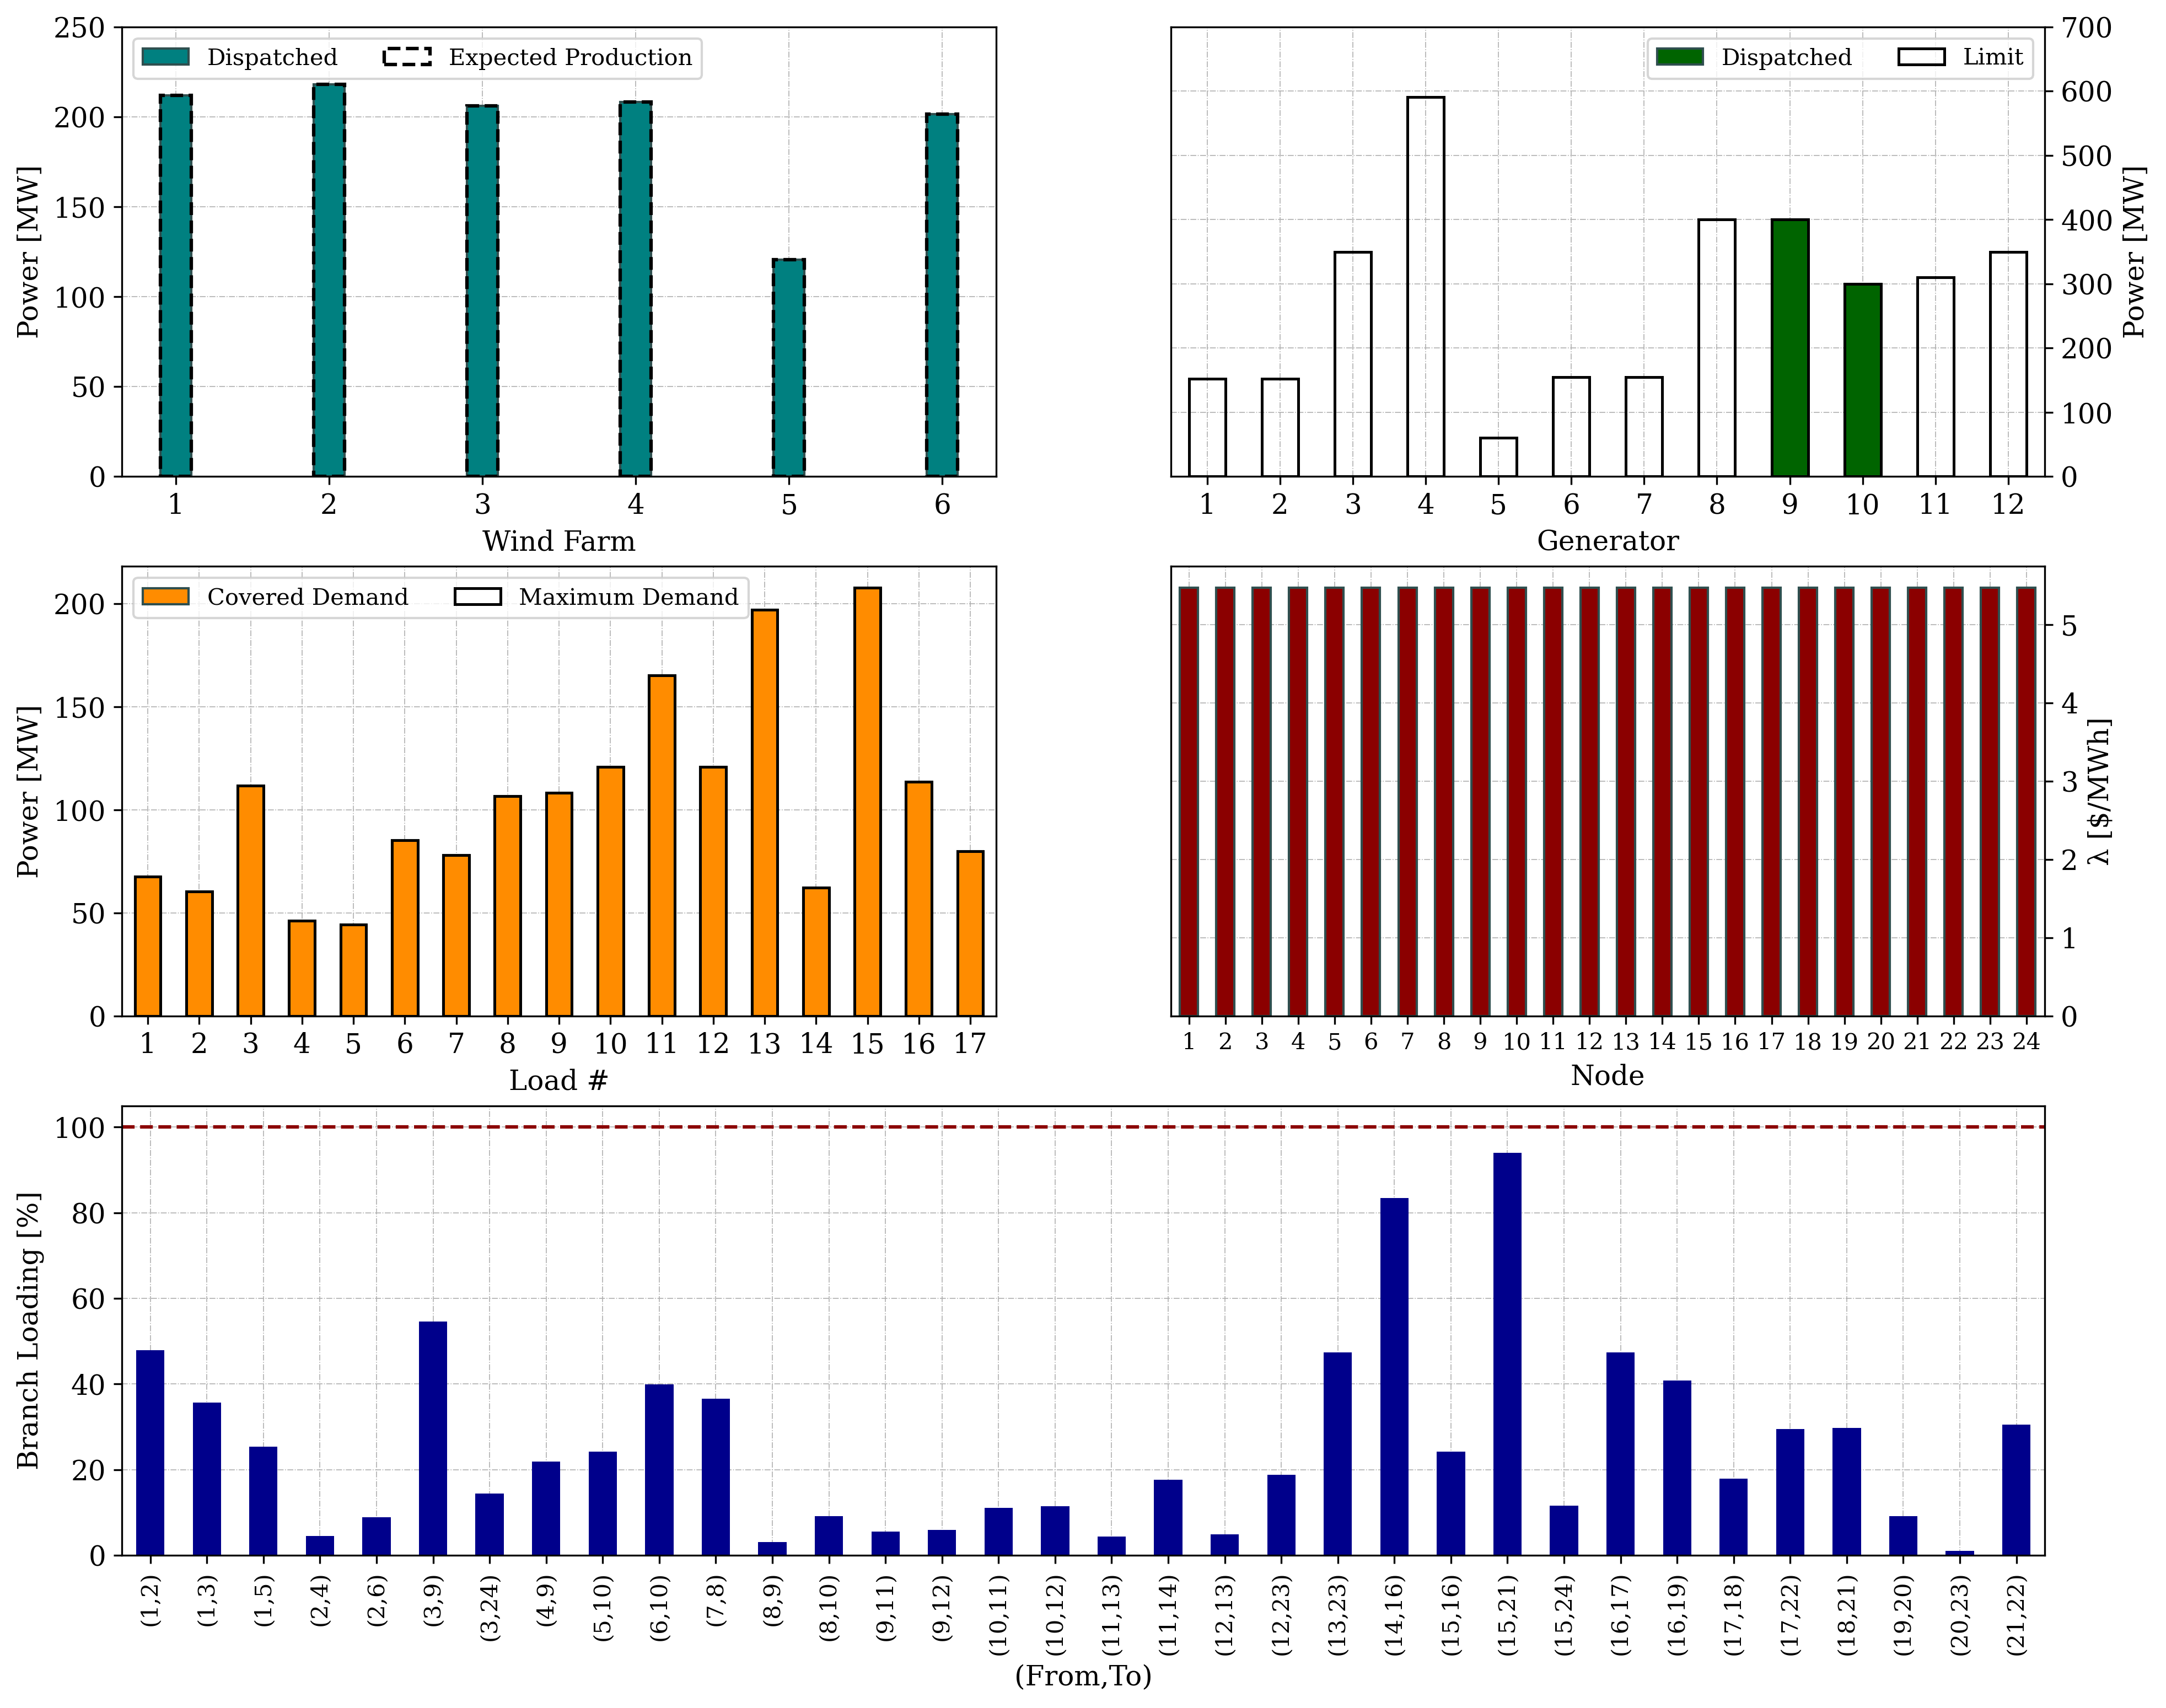 250
200
150
100
50
0
Power [MW]
Dispatched
Expected Production
1 2 3 4 5 6
Wind Farm
Dispatched
Limit
700
600
500
400
300
200
100
0
Power [MW]
1 2 3 4 5 6 7 8 9 10 11 12
Generator
200
150
100
50
0
Power [MW]
Covered Demand
Maximum Demand
1 2 3 4 5 6 7 8 9 10 11 12 13 14 15 16 17
Load #
5
4
3
2
1
0
λ [$/MWh]
1 2 3 4 5 6 7 8 9 10 11 12 13 14 15 16 17 18 19 20 21 22 23 24
Node
100
80
60
40
20
0
Branch Loading [%]
(1,2) (1,3) (1,5) (2,4) (2,6) (3,9) (3,24) (4,9) (5,10) (6,10) (7,8) (8,9) (8,10) (9,11) (9,12) (10,11) (10,12) (11,13) (11,14) (12,13) (12,23) (13,23) (14,16) (15,16) (15,21) (15,24) (16,17) (16,19) (17,18) (17,22) (18,21) (19,20) (20,23) (21,22)
(From,To)